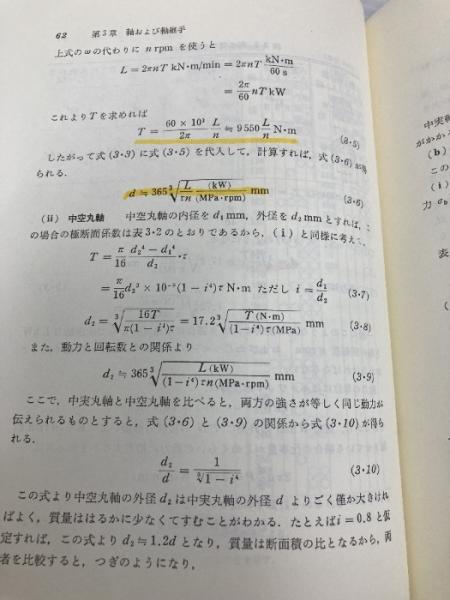 62　第3章　軸および軸継手
上式のωの代わりに n rpm を使うと
L = 2πnT kN·m/min = 2πnT kN·m/60 s
= 2π/60 nT kW
これより T を求めれば
T = 60 × 10³/2π L/n ≒ 9550 L/n N·m (3·5)
したがって式 (3·3) に式 (3·5) を代入して，計算すれば，式 (3·6) が得
られる．
d ≒ 365 ∛(L/τn (kW)/(MPa·rpm)) mm (3·6)
(ii) 中空丸軸　中空丸軸の内径を d₁ mm，外径を d₂ mm とすれば，こ
の場合の極断面係数は表 3·2 のとおりであるから，(i) と同様に考え
T = π/16 (d₂⁴ − d₁⁴)/d₂ ·τ
= π/16 d₂³ × 10⁻³(1 − i⁴)τ N·m ただし i = d₁/d₂ (3·7)
d₂ = ∛(16T/π(1 − i⁴)τ) = 17.2 ∛(T(N·m)/(1−i⁴)τ(MPa)) mm (3·8)
また，動力と回転数との関係より
d₂ ≒ 365 ∛(L(kW)/(1−i⁴)τn(MPa·rpm)) mm (3·9)
ここで，中実丸軸と中空丸軸を比べると，両方の強さが等しく同じ動力が
伝えられるものとすると，式 (3·6) と (3·9) の関係から式 (3·10) が得ら
れる．
d₂/d = 1/∛(1 − i⁴) (3·10)
この式より中空丸軸の外径 d₂ は中実丸軸の外径 d よりごく僅か大きけれ
ばよく，質量ははるかに少なくてすむことがわかる．たとえば i = 0.8 と仮
定すれば，この式より d₂ ≒ 1.2d となり，質量は断面積の比となるから，両
者を比較すると，つぎのようになり，
中実
がかか
(b)
この
(i)
力 σb
表